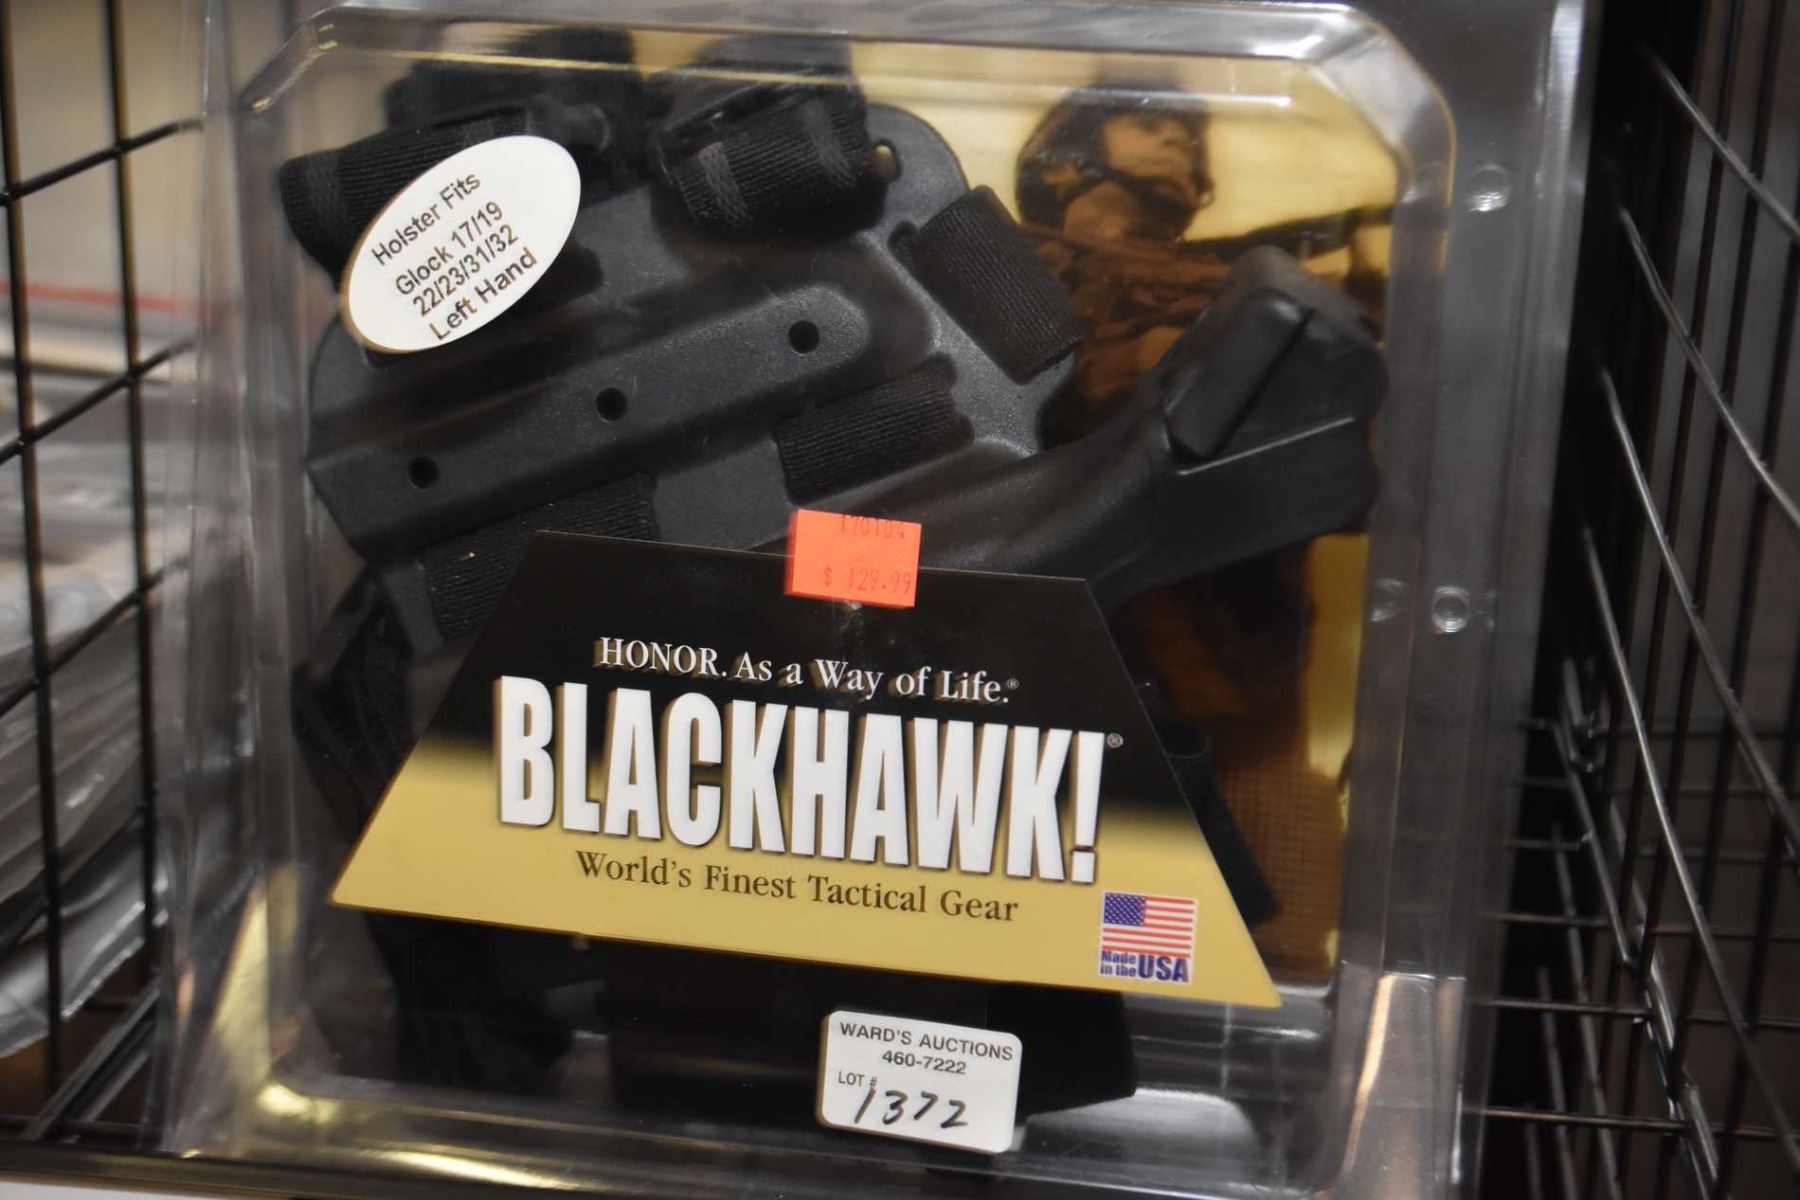 Holster Fits
Glock 17/19
22/23/31/32
Left Hand
170104
$ 129.99
HONOR. As a Way of Life.®
BLACKHAWK!®
World's Finest Tactical Gear
Made
in the USA
WARD'S AUCTIONS
460-7222
LOT # 1372